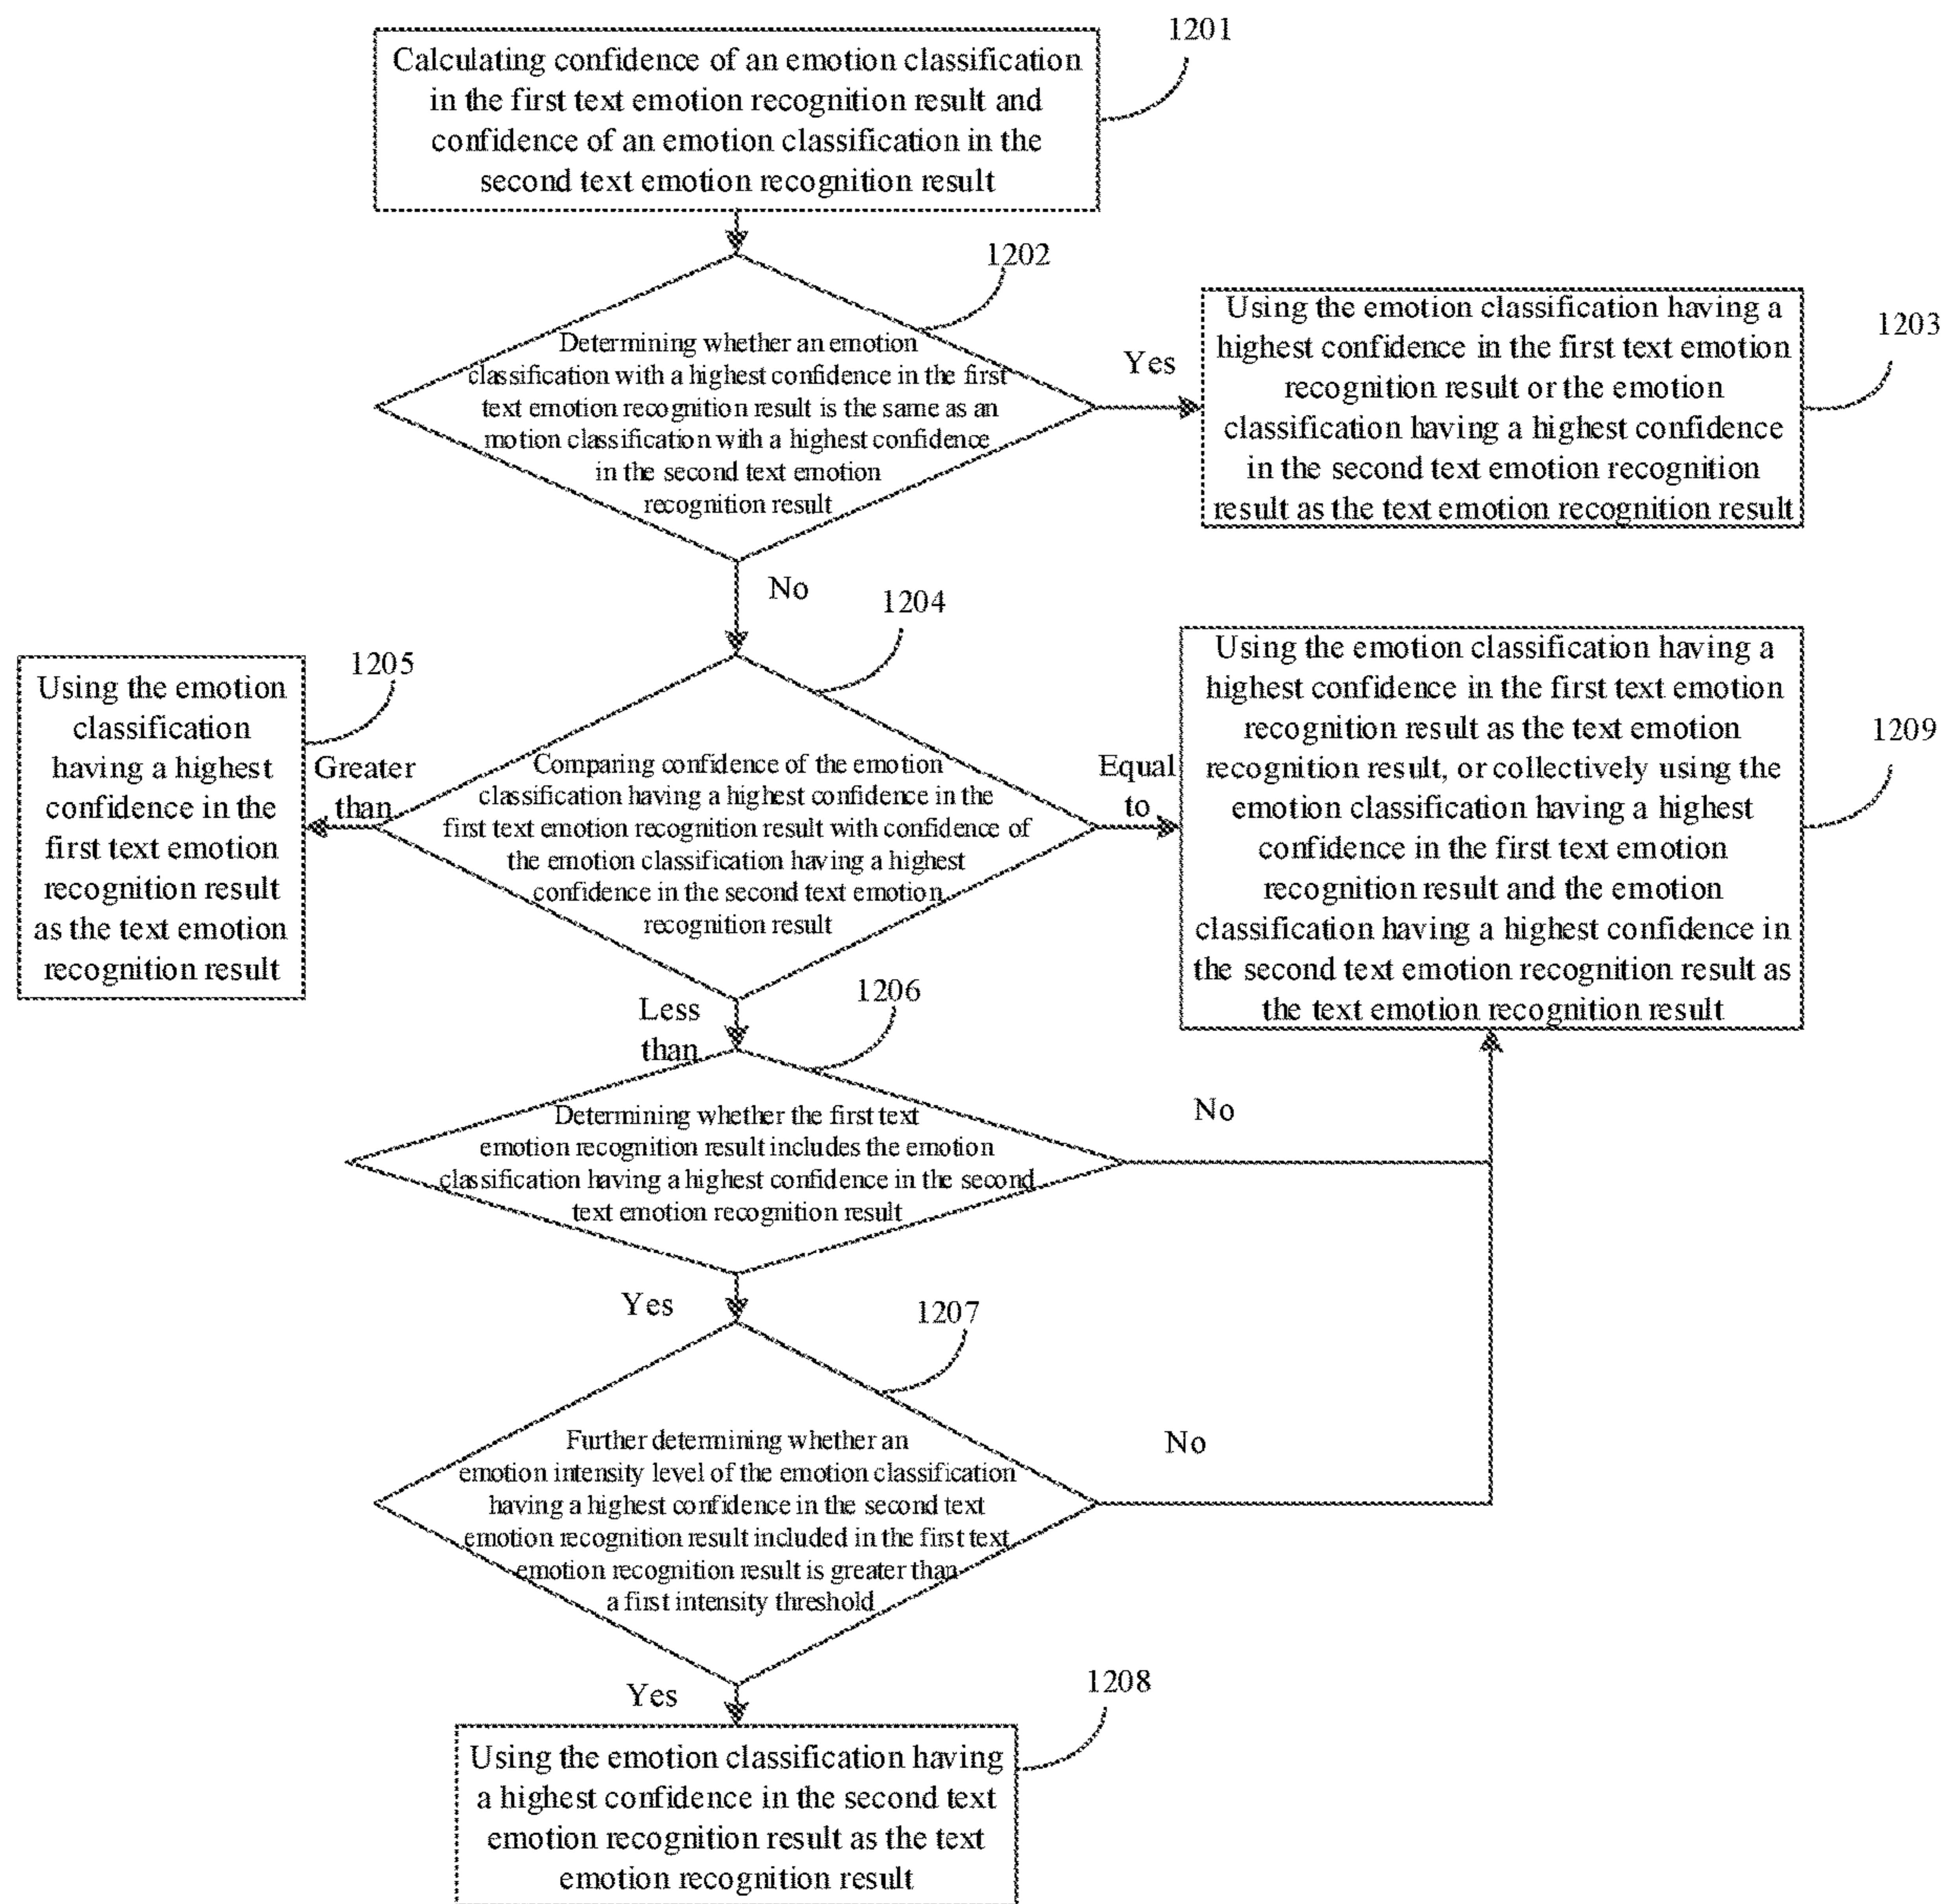 1201
Calculating confidence of an emotion classification
in the first text emotion recognition result and
confidence of an emotion classification in the
second text emotion recognition result
1202
Determining whether an emotion
classification with a highest confidence in the first
text emotion recognition result is the same as an
motion classification with a highest confidence
in the second text emotion
recognition result
Yes
1203
Using the emotion classification having a
highest confidence in the first text emotion
recognition result or the emotion
classification having a highest confidence
in the second text emotion recognition
result as the text emotion recognition result
No
1204
1205
Using the emotion
classification
having a highest
confidence in the
first text emotion
recognition result
as the text emotion
recognition result
Greater
than
Comparing confidence of the emotion
classification having a highest confidence in the
first text emotion recognition result with confidence of
the emotion classification having a highest
confidence in the second text emotion
recognition result
Equal
to
1209
Using the emotion classification having a
highest confidence in the first text emotion
recognition result as the text emotion
recognition result, or collectively using the
emotion classification having a highest
confidence in the first text emotion
recognition result and the emotion
classification having a highest confidence in
the second text emotion recognition result as
the text emotion recognition result
Less
than
1206
Determining whether the first text
emotion recognition result includes the emotion
classification having a highest confidence in the second
text emotion recognition result
No
Yes
1207
Further determining whether an
emotion intensity level of the emotion classification
having a highest confidence in the second text
emotion recognition result included in the first text
emotion recognition result is greater than
a first intensity threshold
No
Yes
1208
Using the emotion classification having
a highest confidence in the second text
emotion recognition result as the text
emotion recognition result